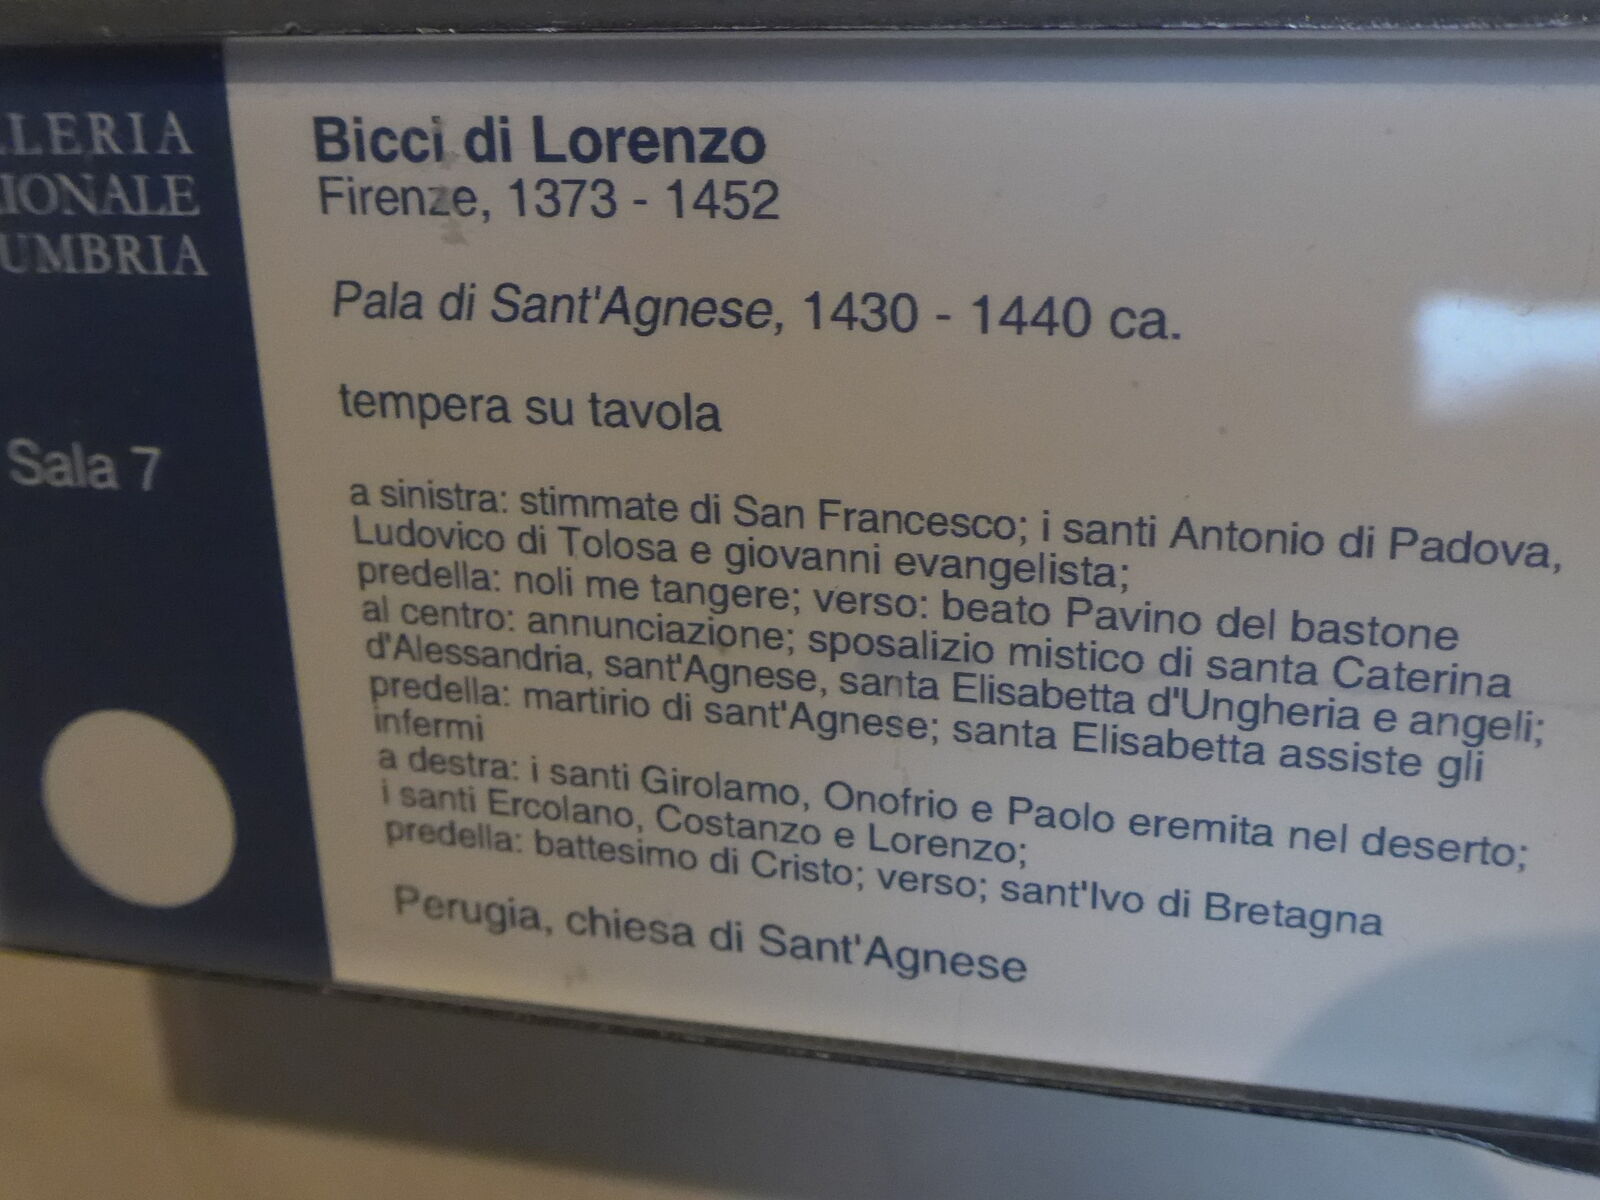 LLERIA
IONALE
UMBRIA
Sala 7
Bicci di Lorenzo
Firenze, 1373 - 1452
Pala di Sant'Agnese, 1430 - 1440 ca.
tempera su tavola
a sinistra: stimmate di San Francesco; i santi Antonio di Padova,
Ludovico di Tolosa e giovanni evangelista;
predella: noli me tangere; verso: beato Pavino del bastone
al centro: annunciazione; sposalizio mistico di santa Caterina
d'Alessandria, sant'Agnese, santa Elisabetta d'Ungheria e angeli;
predella: martirio di sant'Agnese; santa Elisabetta assiste gli
infermi
a destra: i santi Girolamo, Onofrio e Paolo eremita nel deserto;
i santi Ercolano, Costanzo e Lorenzo;
predella: battesimo di Cristo; verso; sant'Ivo di Bretagna
Perugia, chiesa di Sant'Agnese